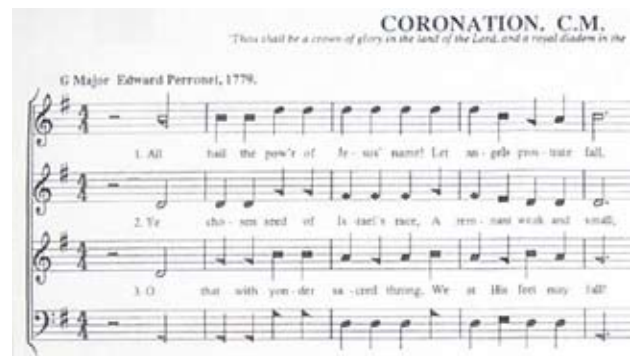 CORONATION. C.M.
"Thou shalt be a crown of glory in the land of the Lord, and a royal diadem in the
G Major Edward Perronet, 1779.
1. All hail the pow'r of Je - sus' name! Let an - gels pros - trate fall,
2. Ye cho - sen seed of Is - rael's race, A rem - nant weak and small,
3. O that with yon - der sa - cred throng, We at His feet may fall!